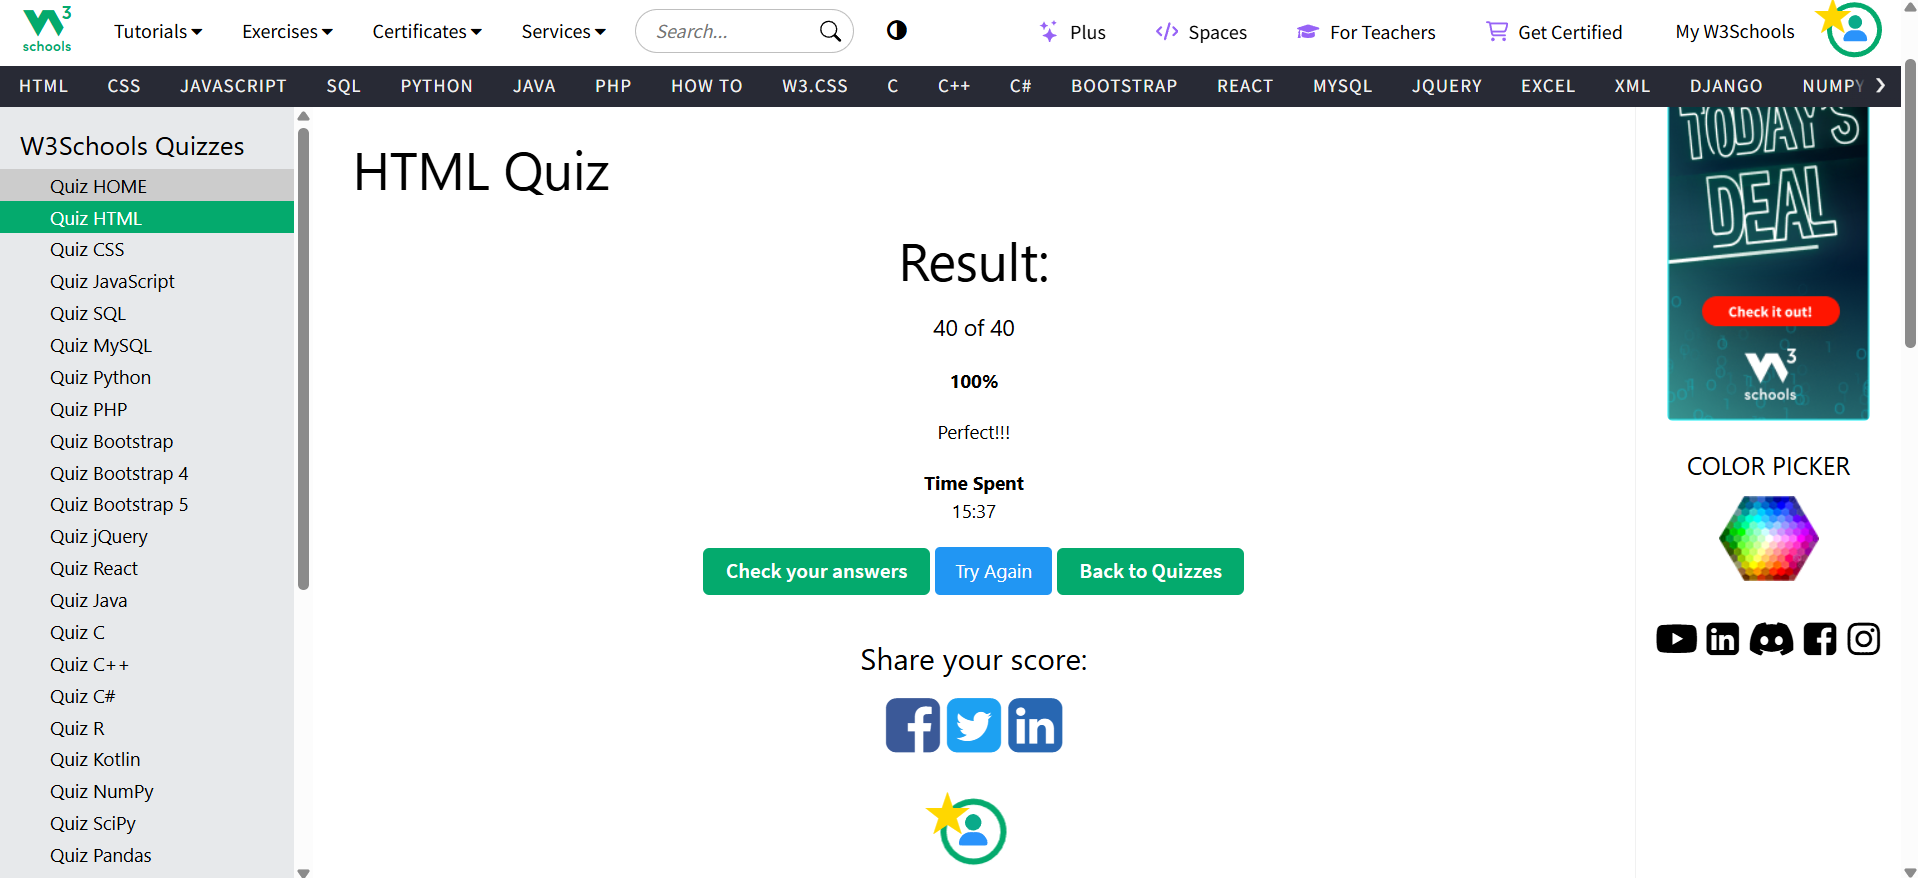 3
schools
Tutorials
Exercises
Certificates
Services
Search...
Plus
Spaces
For Teachers
Get Certified
My W3Schools
HTML
CSS
JAVASCRIPT
SQL
PYTHON
JAVA
PHP
HOW TO
W3.CSS
C
C++
C#
BOOTSTRAP
REACT
MYSQL
JQUERY
EXCEL
XML
DJANGO
NUMPY
W3Schools Quizzes
Quiz HOME
Quiz HTML
Quiz CSS
Quiz JavaScript
Quiz SQL
Quiz MySQL
Quiz Python
Quiz PHP
Quiz Bootstrap
Quiz Bootstrap 4
Quiz Bootstrap 5
Quiz jQuery
Quiz React
Quiz Java
Quiz C
Quiz C++
Quiz C#
Quiz R
Quiz Kotlin
Quiz NumPy
Quiz SciPy
Quiz Pandas
HTML Quiz
Result:
40 of 40
100%
Perfect!!!
Time Spent
15:37
Check your answers
Try Again
Back to Quizzes
Share your score:
TODAY'S
DEAL
Check it out!
3
schools
COLOR PICKER